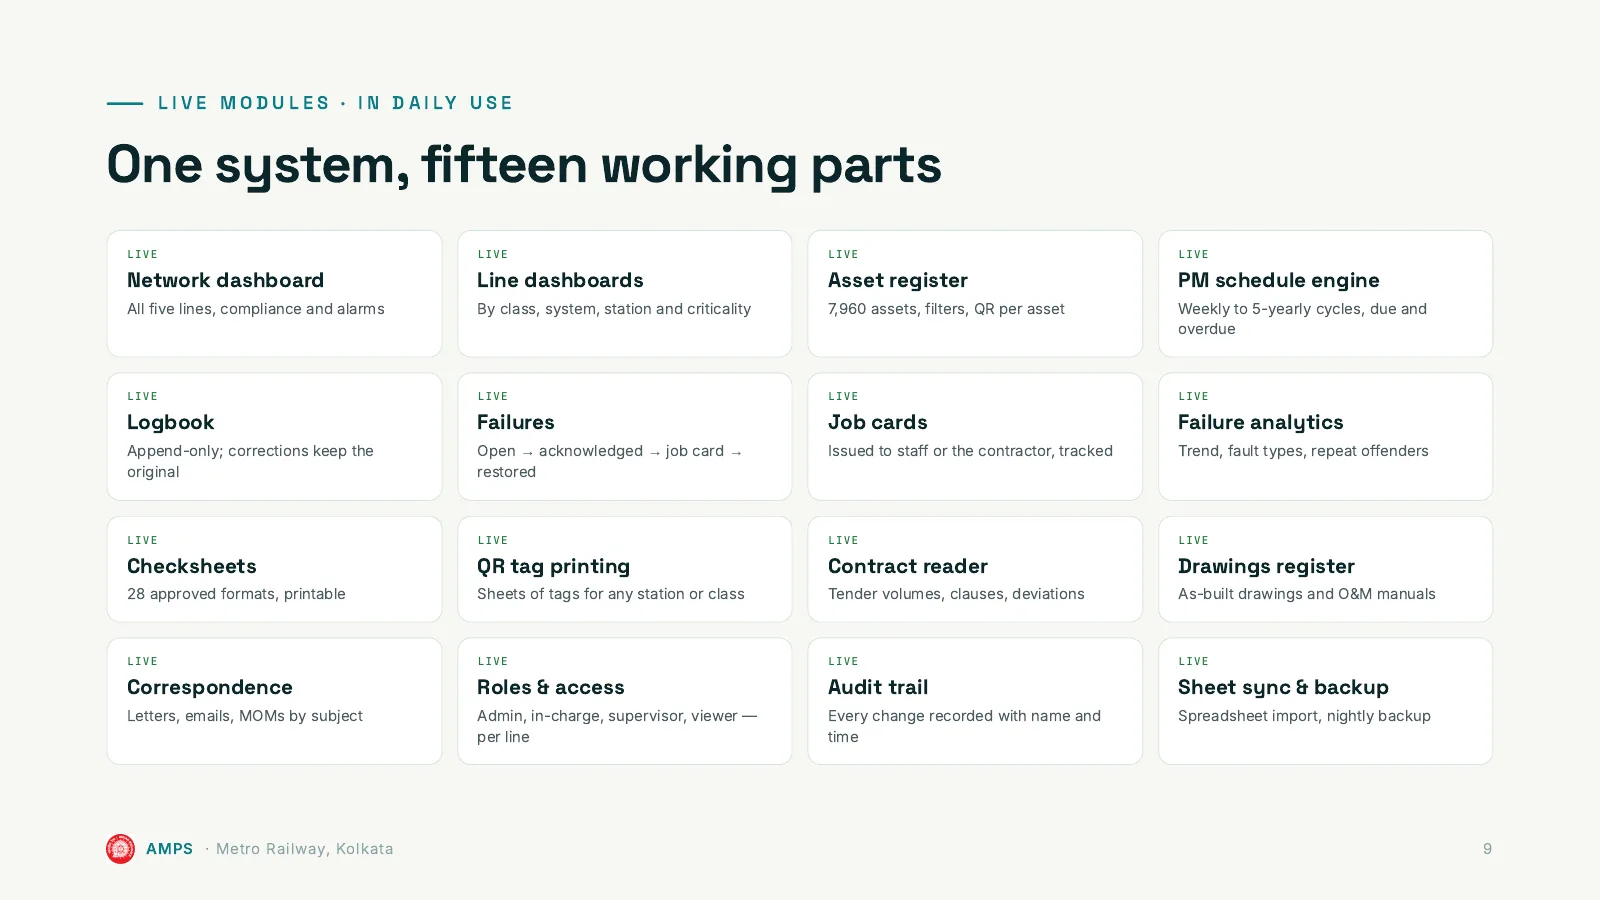 LIVE MODULES · IN DAILY USE
One system, fifteen working parts
LIVE
Network dashboard
All five lines, compliance and alarms
LIVE
Line dashboards
By class, system, station and criticality
LIVE
Asset register
7,960 assets, filters, QR per asset
LIVE
PM schedule engine
Weekly to 5-yearly cycles, due and
overdue
LIVE
Logbook
Append-only; corrections keep the
original
LIVE
Failures
Open → acknowledged → job card →
restored
LIVE
Job cards
Issued to staff or the contractor, tracked
LIVE
Failure analytics
Trend, fault types, repeat offenders
LIVE
Checksheets
28 approved formats, printable
LIVE
QR tag printing
Sheets of tags for any station or class
LIVE
Contract reader
Tender volumes, clauses, deviations
LIVE
Drawings register
As-built drawings and O&M manuals
LIVE
Correspondence
Letters, emails, MOMs by subject
LIVE
Roles & access
Admin, in-charge, supervisor, viewer —
per line
LIVE
Audit trail
Every change recorded with name and
time
LIVE
Sheet sync & backup
Spreadsheet import, nightly backup
AMPS · Metro Railway, Kolkata
9